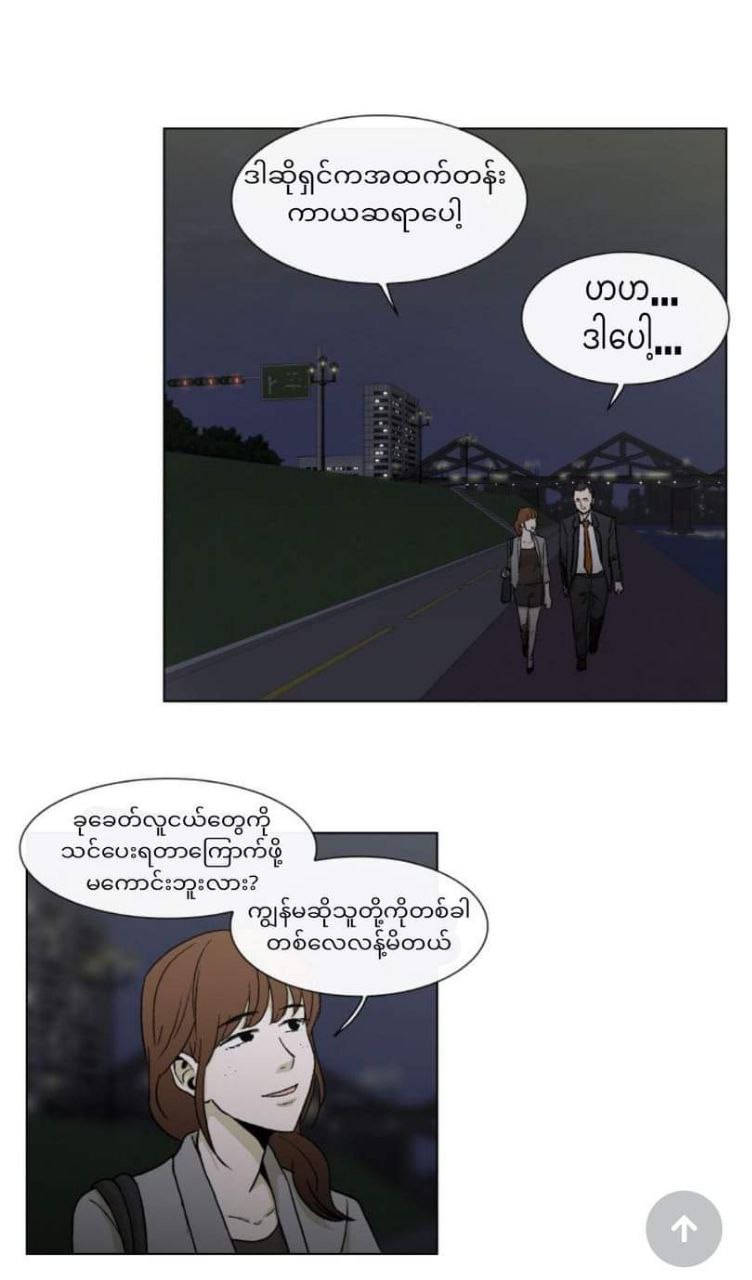 ဒါဆိုရှင်ကအထက်တန်း
ကာယဆရာပေါ့
ဟာဟ...
ဒါပေါ့...
ခုခေတ်လူငယ်တွေကို
သင်ပေးရတာကြောက်ဖို့
မကောင်းဘူးလား?
ကျွန်မဆိုသူတို့ကိုတစ်ခါ
တစ်လေလန့်မိတယ်